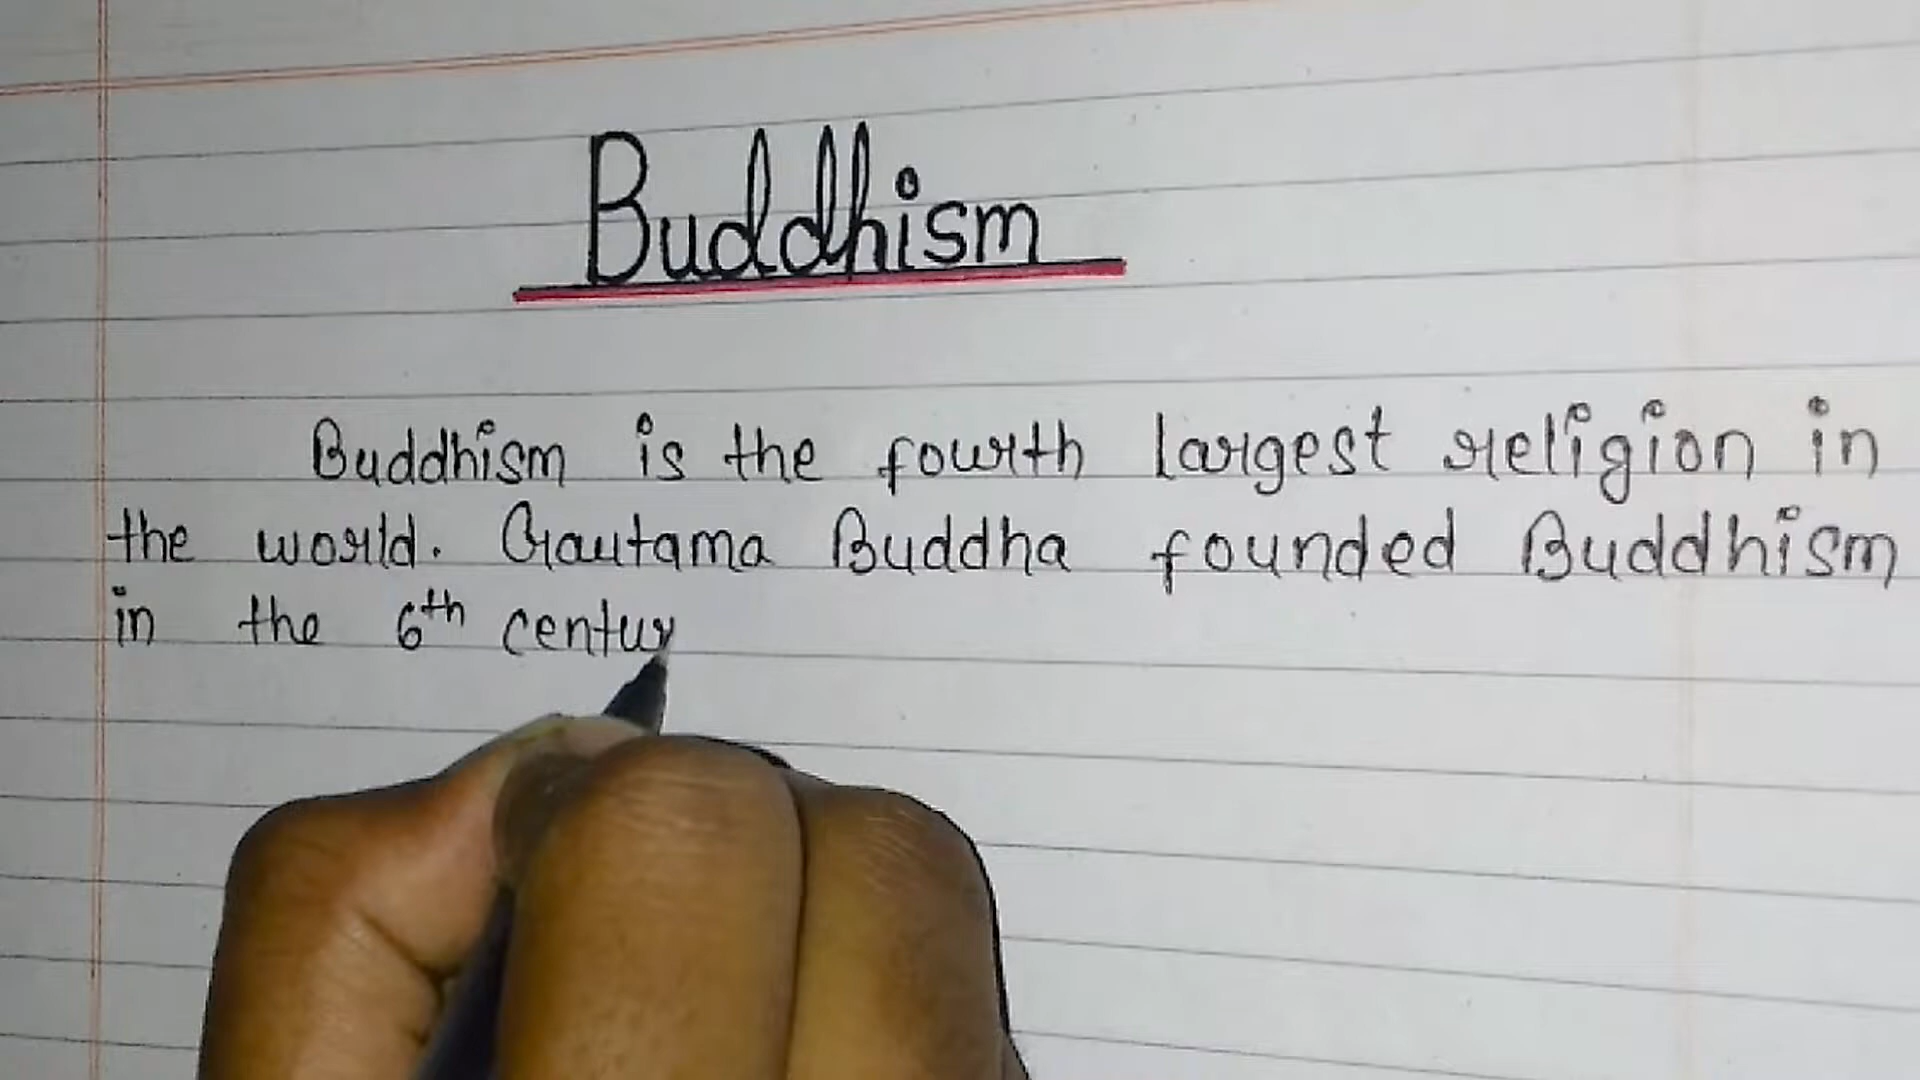 Buddhism
Buddhism is the fourth largest religion in
the world. Gautama Buddha founded Buddhism
in the 6th centur